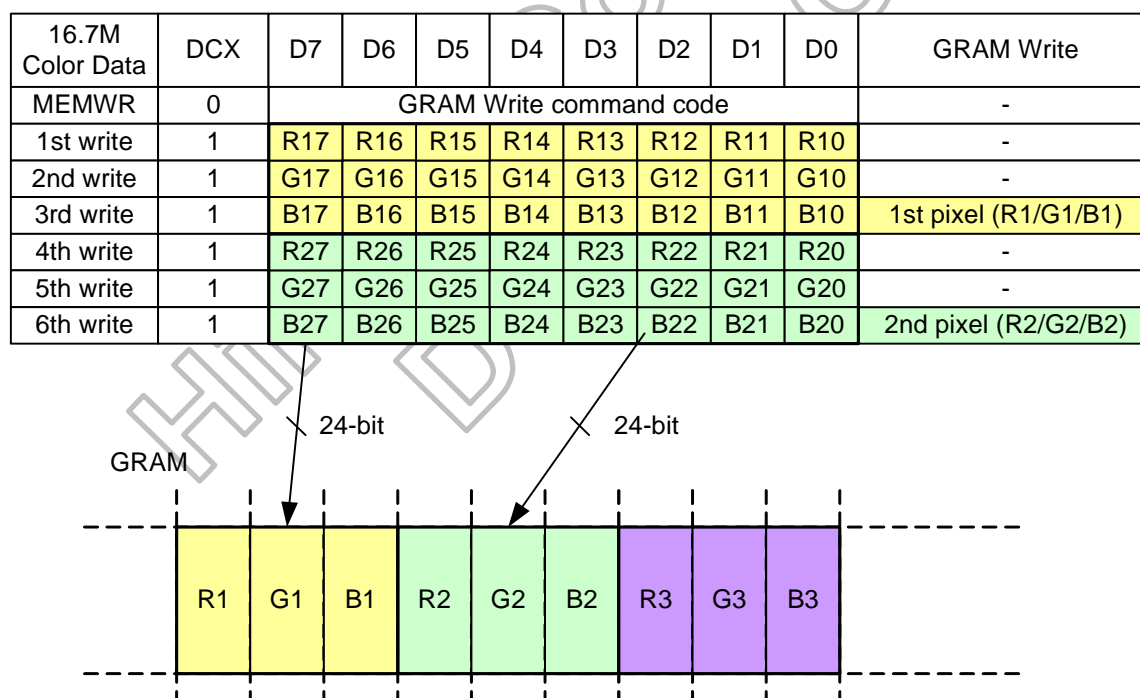 16.7M Color Data DCX D7 D6 D5 D4 D3 D2 D1 D0 GRAM Write
MEMWR 0 GRAM Write command code -
1st write 1 R17 R16 R15 R14 R13 R12 R11 R10 -
2nd write 1 G17 G16 G15 G14 G13 G12 G11 G10 -
3rd write 1 B17 B16 B15 B14 B13 B12 B11 B10 1st pixel (R1/G1/B1)
4th write 1 R27 R26 R25 R24 R23 R22 R21 R20 -
5th write 1 G27 G26 G25 G24 G23 G22 G21 G20 -
6th write 1 B27 B26 B25 B24 B23 B22 B21 B20 2nd pixel (R2/G2/B2)
24-bit 24-bit
GRAM
R1 G1 B1 R2 G2 B2 R3 G3 B3